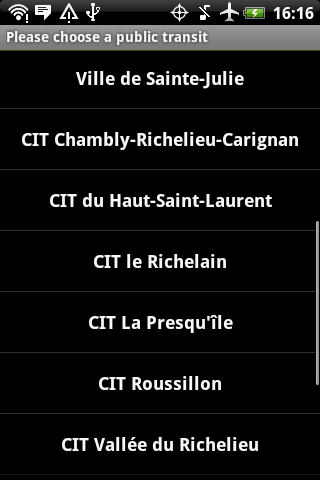 16:16
Please choose a public transit
Ville de Sainte-Julie
CIT Chambly-Richelieu-Carignan
CIT du Haut-Saint-Laurent
CIT le Richelain
CIT La Presqu'île
CIT Roussillon
CIT Vallée du Richelieu